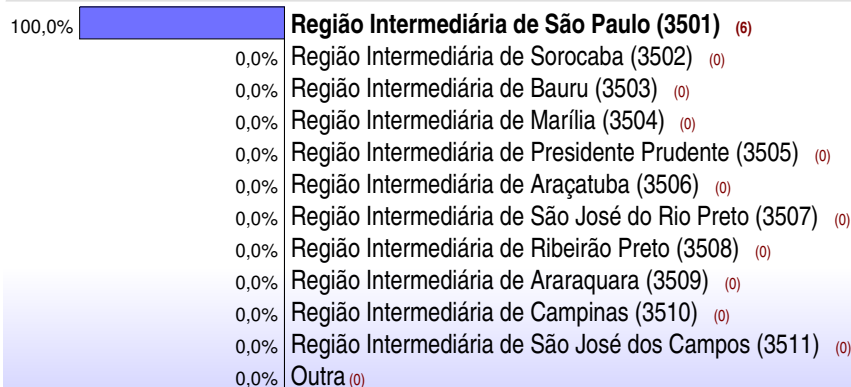 100,0% Região Intermediária de São Paulo (3501) (6)
0,0% Região Intermediária de Sorocaba (3502) (0)
0,0% Região Intermediária de Bauru (3503) (0)
0,0% Região Intermediária de Marília (3504) (0)
0,0% Região Intermediária de Presidente Prudente (3505) (0)
0,0% Região Intermediária de Araçatuba (3506) (0)
0,0% Região Intermediária de São José do Rio Preto (3507) (0)
0,0% Região Intermediária de Ribeirão Preto (3508) (0)
0,0% Região Intermediária de Araraquara (3509) (0)
0,0% Região Intermediária de Campinas (3510) (0)
0,0% Região Intermediária de São José dos Campos (3511) (0)
0,0% Outra (0)